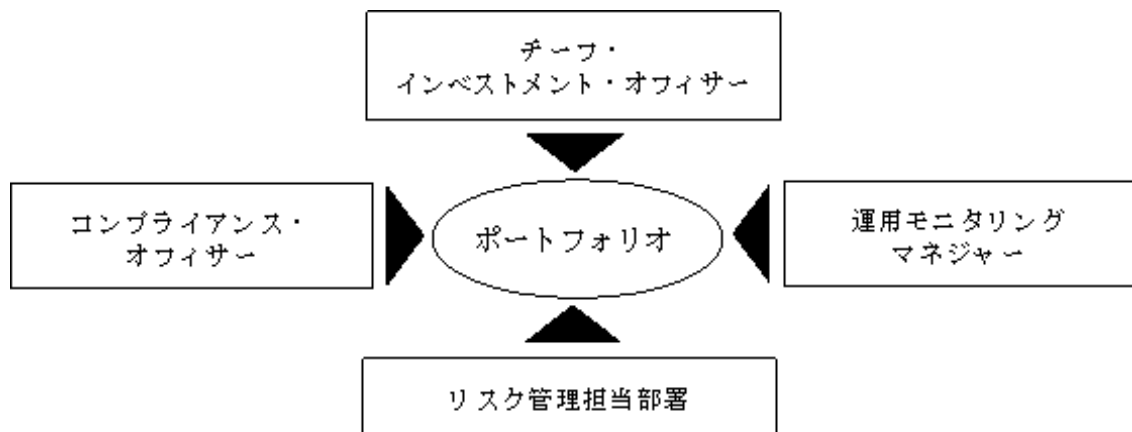 チーフ・
インベストメント・オフィサー
コンプライアンス・
オフィサー
ポートフォリオ
運用モニタリング
マネジャー
リスク管理担当部署